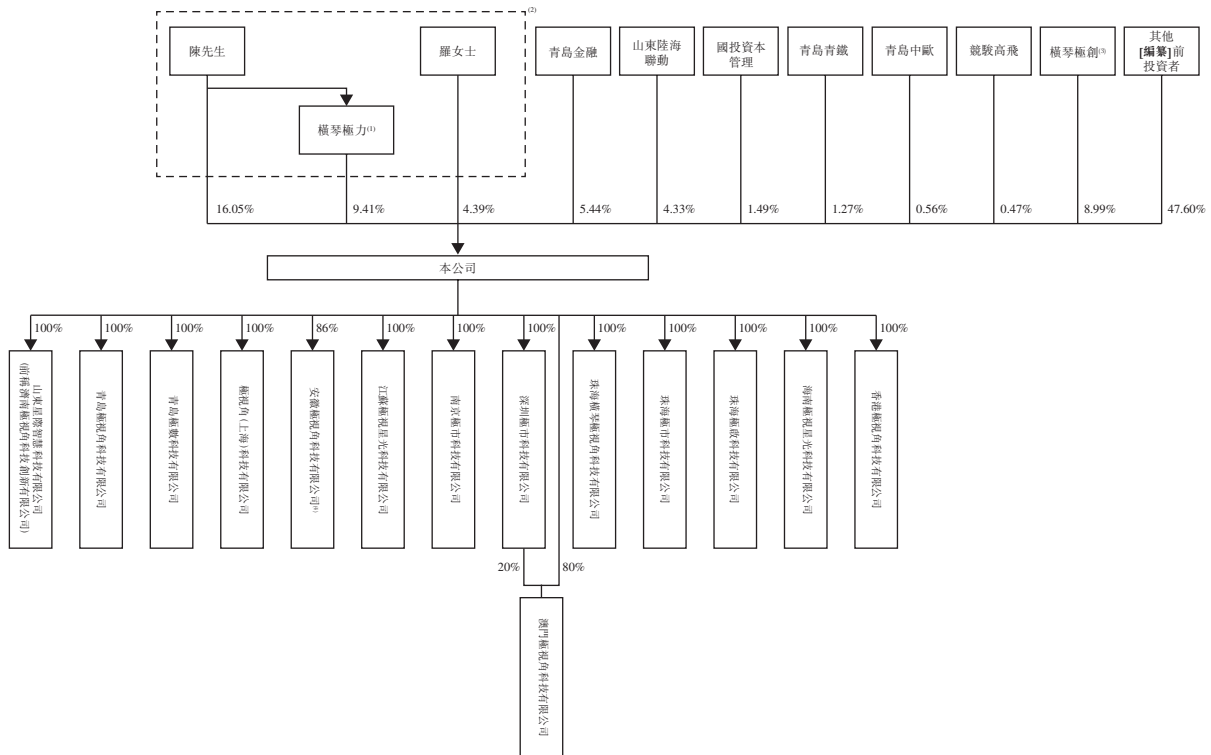 (2)
陳先生
羅女士
青島金融
山東陸海
聯動
國投資本
管理
青島青鐵
青島中歐
競駿高飛
橫琴極創(3)
其他
[編纂]前
投資者
橫琴極力(1)
16.05%
9.41%
4.39%
5.44%
4.33%
1.49%
1.27%
0.56%
0.47%
8.99%
47.60%
本公司
100%
100%
100%
100%
86%
100%
100%
100%
100%
100%
100%
100%
100%
山東星際智慧科技有限公司
(前稱濟南極視角科技創新有限公司)
青島極視角科技有限公司
青島極數科技有限公司
極視角(上海)科技有限公司
安徽極視角科技有限公司(4)
江蘇極視星光科技有限公司
南京極市科技有限公司
深圳極市科技有限公司
珠海橫琴極視角科技有限公司
珠海極市科技有限公司
珠海極啟科技有限公司
海南極視星光科技有限公司
香港極視角科技有限公司
20%
80%
澳門極視角科技有限公司